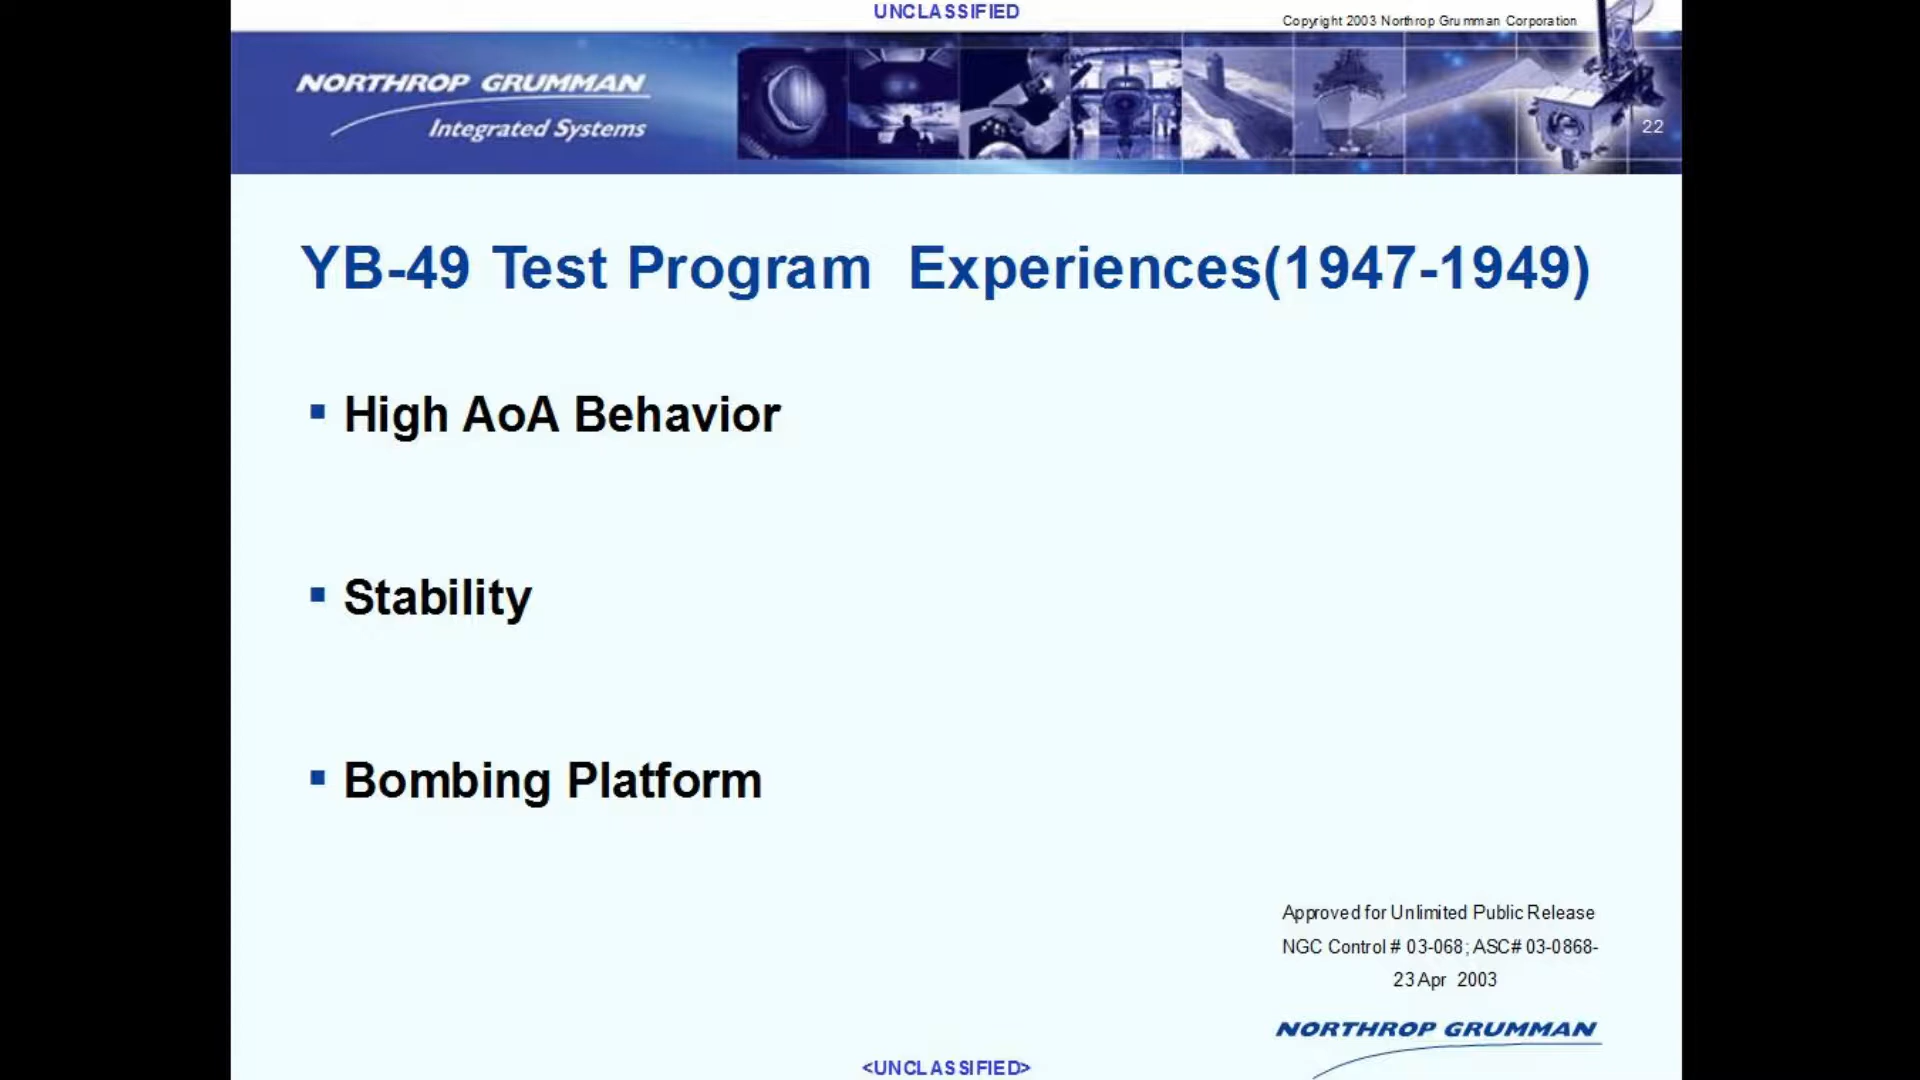 UNCLASSIFIED
Copyright 2003 Northrop Grumman Corporation
NORTHROP GRUMMAN
Integrated Systems
22
YB-49 Test Program Experiences(1947-1949)
▪ High AoA Behavior
▪ Stability
▪ Bombing Platform
Approved for Unlimited Public Release
NGC Control # 03-068; ASC# 03-0868-
23 Apr 2003
NORTHROP GRUMMAN
<UNCLASSIFIED>